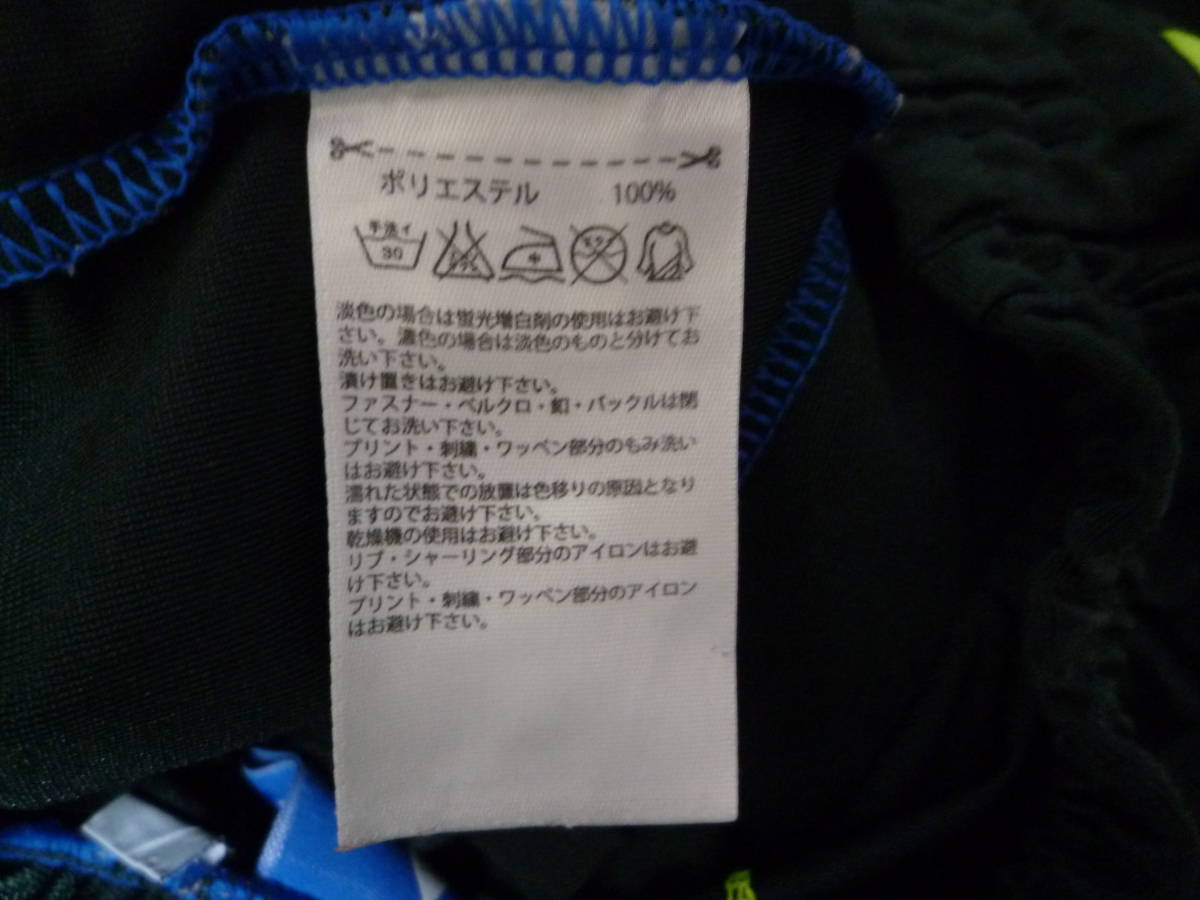 ポリエステル 100%
手洗イ
30
中
淡色の場合は蛍光増白剤の使用はお避け下
さい。濃色の場合は淡色のものと分けてお
洗い下さい。
漬け置きはお避け下さい。
ファスナー・ベルクロ・釦・バックルは閉
じてお洗い下さい。
プリント・刺繍・ワッペン部分のもみ洗い
はお避け下さい。
濡れた状態での放置は色移りの原因となり
ますのでお避け下さい。
乾燥機の使用はお避け下さい。
リブ・シャーリング部分のアイロンはお避
け下さい。
プリント・刺繍・ワッペン部分のアイロン
はお避け下さい。